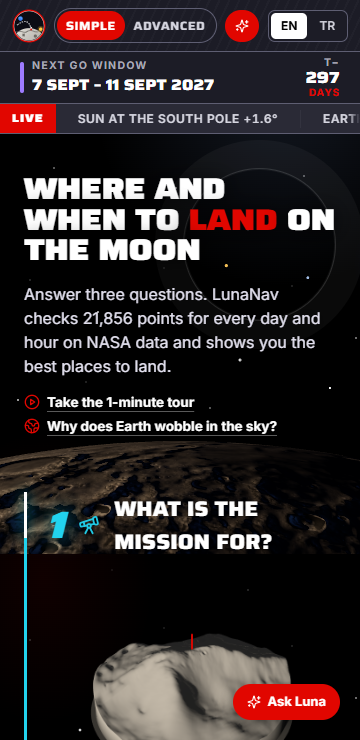 SIMPLE ADVANCED EN TR
NEXT GO WINDOW
7 SEPT – 11 SEPT 2027
T−
297
DAYS
LIVE SUN AT THE SOUTH POLE +1.6°
WHERE AND
WHEN TO LAND ON
THE MOON
Answer three questions. LunaNav
checks 21,856 points for every day and
hour on NASA data and shows you the
best places to land.
Take the 1-minute tour
Why does Earth wobble in the sky?
1 WHAT IS THE
MISSION FOR?
Ask Luna